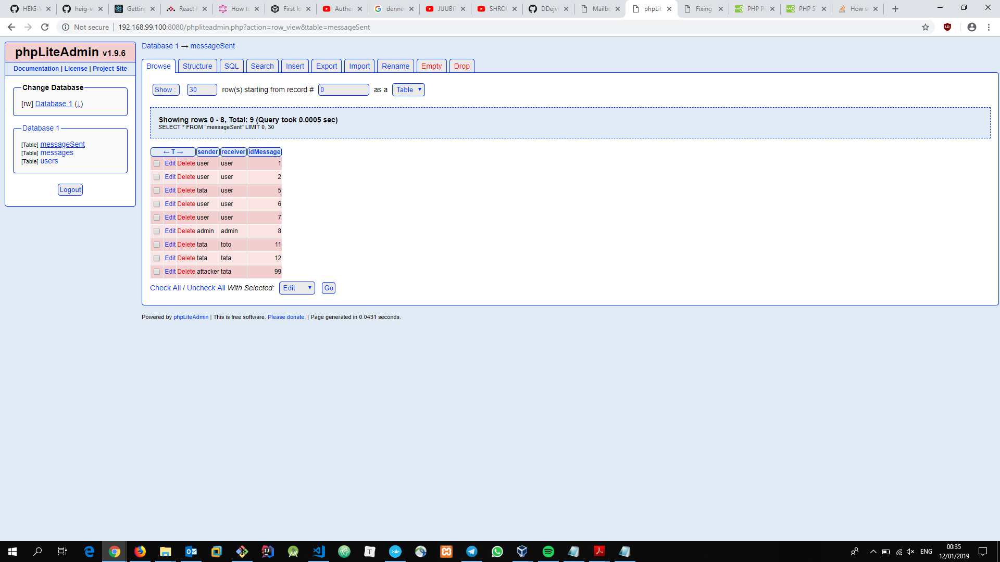 HEIG-V
heig-v
Getting
React F
How to
First lo
Authe
denne
JUUBI
SHROU
DDejvi
Mailbo
phpLit
Fixing
PHP P
PHP 5
How s
Not secure 192.168.99.100:8080/phpliteadmin.php?action=row_view&table=messageSent
phpLiteAdmin v1.9.6
Documentation | License | Project Site
Change Database
[rw] Database 1 (↓)
Database 1
[Table] messageSent
[Table] messages
[Table] users
Logout
Database 1 → messageSent
Browse Structure SQL Search Insert Export Import Rename Empty Drop
Show : 30 row(s) starting from record # 0 as a Table
Showing rows 0 - 8, Total: 9 (Query took 0.0005 sec)
SELECT * FROM "messageSent" LIMIT 0, 30
← T → sender receiver idMessage
Edit Delete user user 1
Edit Delete user user 2
Edit Delete tata user 5
Edit Delete user user 6
Edit Delete user user 7
Edit Delete admin admin 8
Edit Delete tata toto 11
Edit Delete tata tata 12
Edit Delete attacker tata 99
Check All / Uncheck All With Selected: Edit Go
Powered by phpLiteAdmin | This is free software. Please donate. | Page generated in 0.0431 seconds.
ENG
00:35
12/01/2019